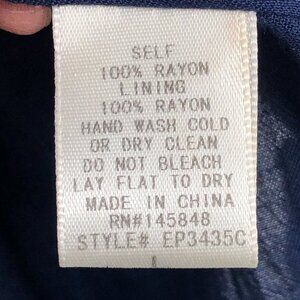 SELF
100% RAYON
LINING
100% RAYON
HAND WASH COLD
OR DRY CLEAN
DO NOT BLEACH
LAY FLAT TO DRY
MADE IN CHINA
RN#145848
STYLE# EP3435C